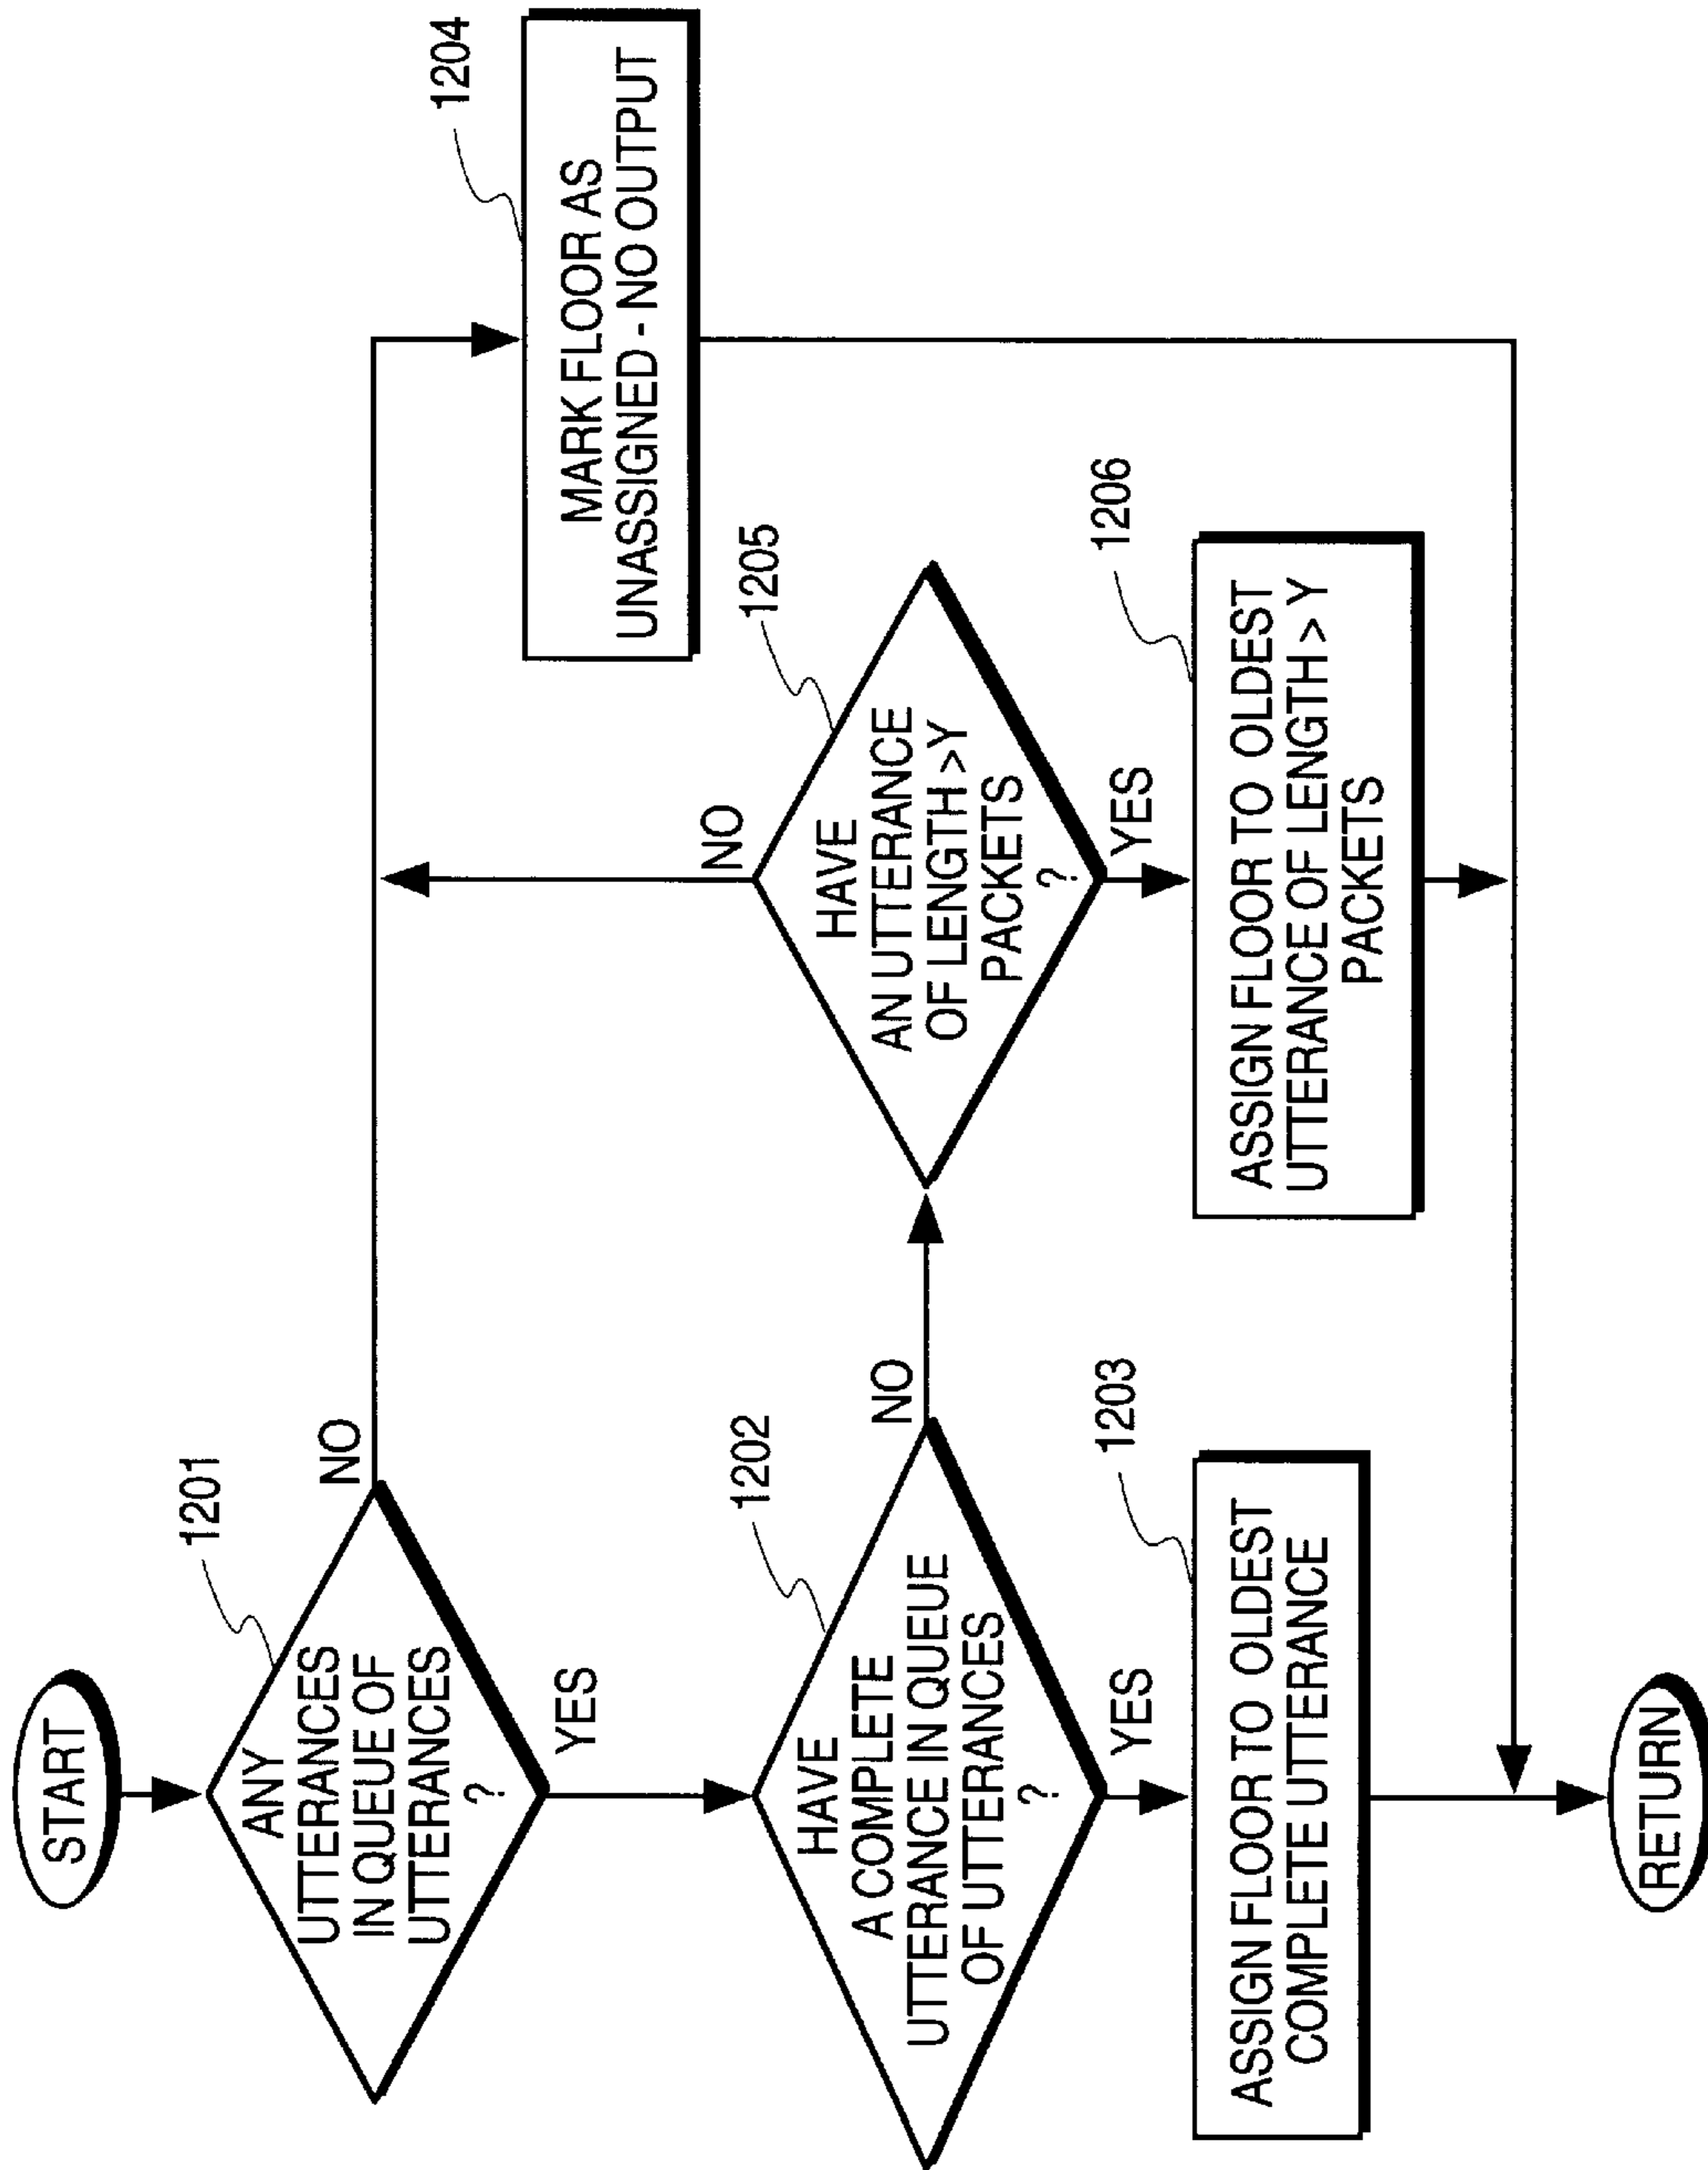 START
1201
ANY
UTTERANCES
IN QUEUE OF
UTTERANCES
?
NO
YES
1202
HAVE
A COMPLETE
UTTERANCE IN QUEUE
OF UTTERANCES
?
NO
YES
1203
ASSIGN FLOOR TO OLDEST
COMPLETE UTTERANCE
1204
MARK FLOOR AS
UNASSIGNED - NO OUTPUT
1205
HAVE
AN UTTERANCE
OF LENGTH >Y
PACKETS
?
NO
YES
1206
ASSIGN FLOOR TO OLDEST
UTTERANCE OF LENGTH > Y
PACKETS
RETURN